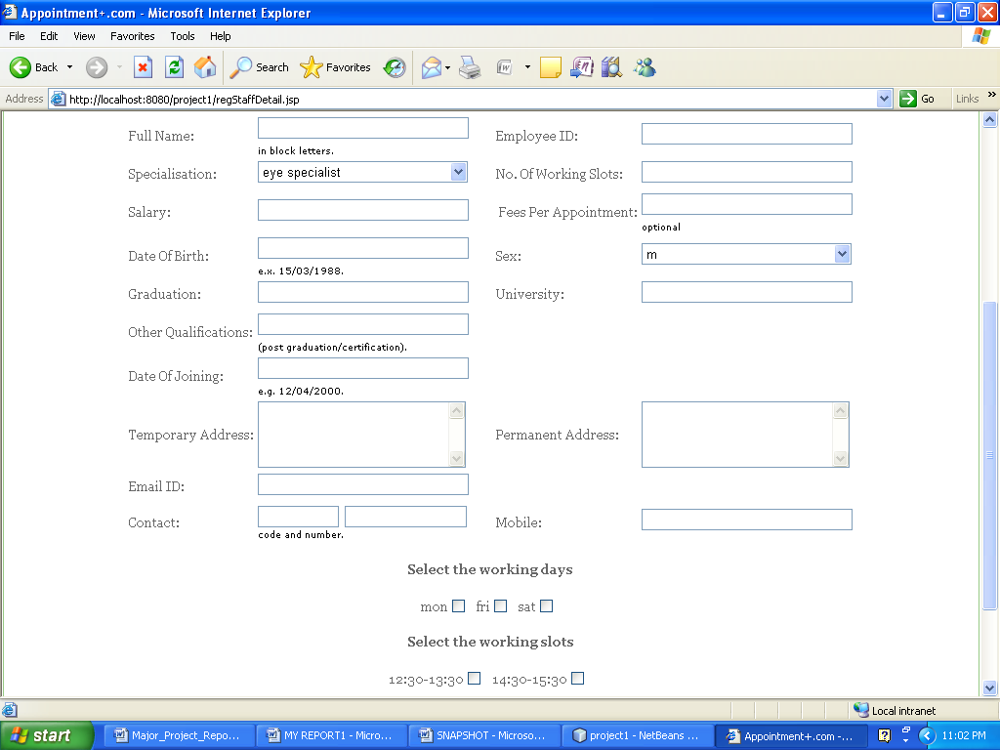 Appointment+.com - Microsoft Internet Explorer
File Edit View Favorites Tools Help
Back Search Favorites
Address http://localhost:8080/project1/regStaffDetail.jsp Go Links »
Full Name: Employee ID:
in block letters.
Specialisation: eye specialist No. Of Working Slots:
Salary: Fees Per Appointment:
optional
Date Of Birth: Sex: m
e.x. 15/03/1988.
Graduation: University:
Other Qualifications:
(post graduation/certification).
Date Of Joining:
e.g. 12/04/2000.
Temporary Address: Permanent Address:
Email ID:
Contact: Mobile:
code and number.
Select the working days
mon fri sat
Select the working slots
12:30-13:30 14:30-15:30
Local intranet
start Major_Project_Repo... MY REPORT1 - Micro... SNAPSHOT - Microso... project1 - NetBeans ... Appointment+.com -... 11:02 PM